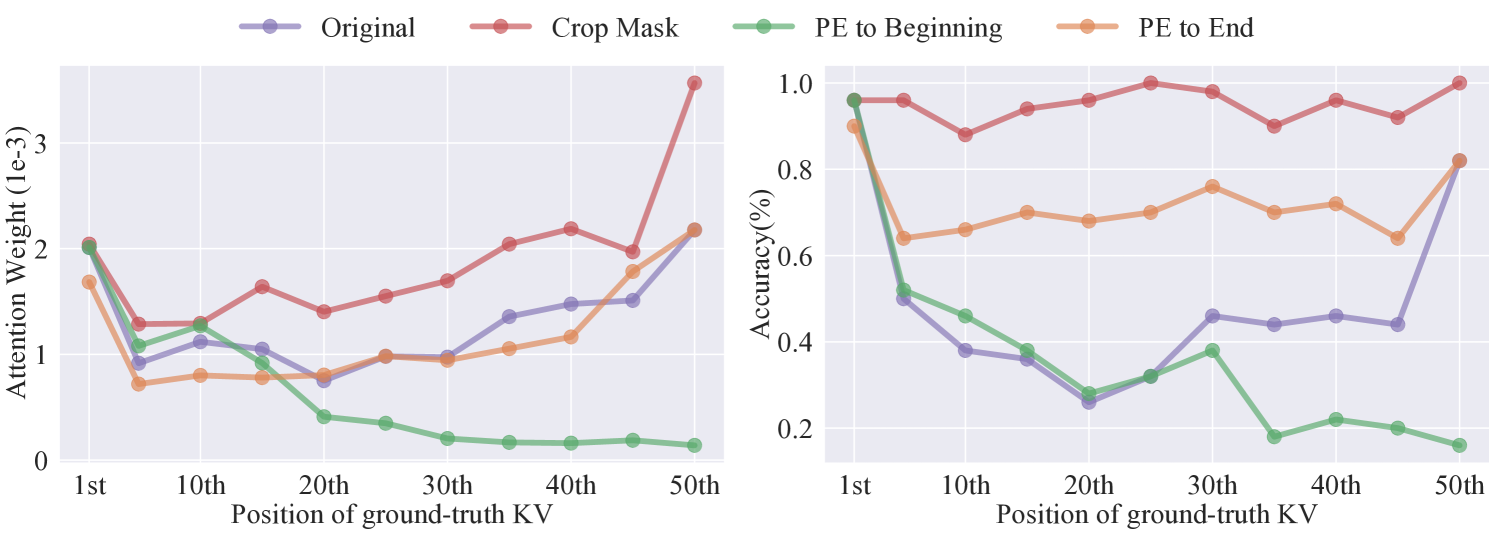 Original Crop Mask PE to Beginning PE to End
Attention Weight (1e-3)
3
2
1
0
1st 10th 20th 30th 40th 50th
Position of ground-truth KV
Accuracy(%)
1.0
0.8
0.6
0.4
0.2
1st 10th 20th 30th 40th 50th
Position of ground-truth KV